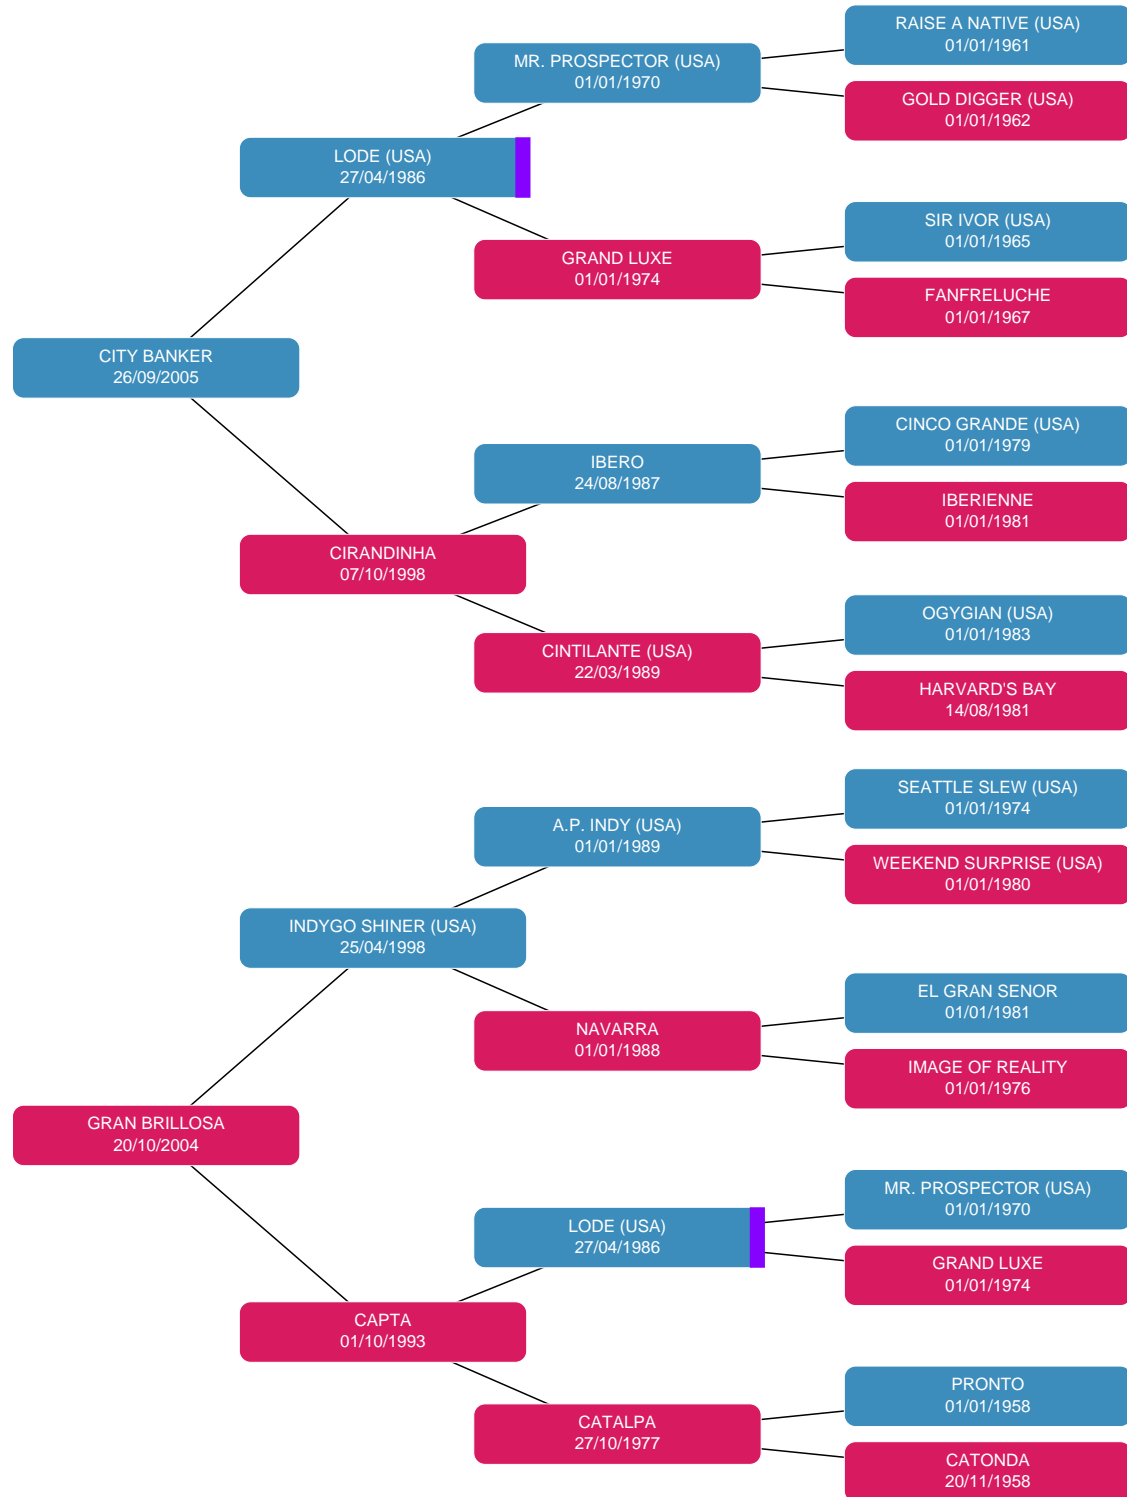 RAISE A NATIVE (USA)
01/01/1961
MR. PROSPECTOR (USA)
01/01/1970
GOLD DIGGER (USA)
01/01/1962
LODE (USA)
27/04/1986
SIR IVOR (USA)
01/01/1965
GRAND LUXE
01/01/1974
FANFRELUCHE
01/01/1967
CITY BANKER
26/09/2005
CINCO GRANDE (USA)
01/01/1979
IBERO
24/08/1987
IBERIENNE
01/01/1981
CIRANDINHA
07/10/1998
OGYGIAN (USA)
01/01/1983
CINTILANTE (USA)
22/03/1989
HARVARD'S BAY
14/08/1981
SEATTLE SLEW (USA)
01/01/1974
A.P. INDY (USA)
01/01/1989
WEEKEND SURPRISE (USA)
01/01/1980
INDYGO SHINER (USA)
25/04/1998
EL GRAN SENOR
01/01/1981
NAVARRA
01/01/1988
IMAGE OF REALITY
01/01/1976
GRAN BRILLOSA
20/10/2004
MR. PROSPECTOR (USA)
01/01/1970
LODE (USA)
27/04/1986
GRAND LUXE
01/01/1974
CAPTA
01/10/1993
PRONTO
01/01/1958
CATALPA
27/10/1977
CATONDA
20/11/1958